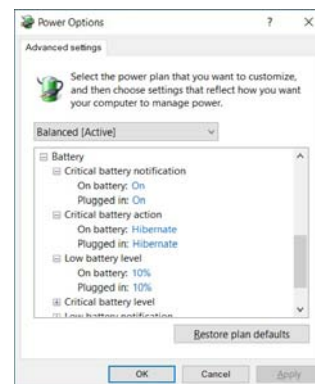 Power Options
?
Advanced settings
Select the power plan that you want to customize,
and then choose settings that reflect how you want
your computer to manage power.
Balanced [Active]
Battery
Critical battery notification
On battery: On
Plugged in: On
Critical battery action
On battery: Hibernate
Plugged in: Hibernate
Low battery level
On battery: 10%
Plugged in: 10%
Critical battery level
Low battery notification
Restore plan defaults
OK
Cancel
Apply